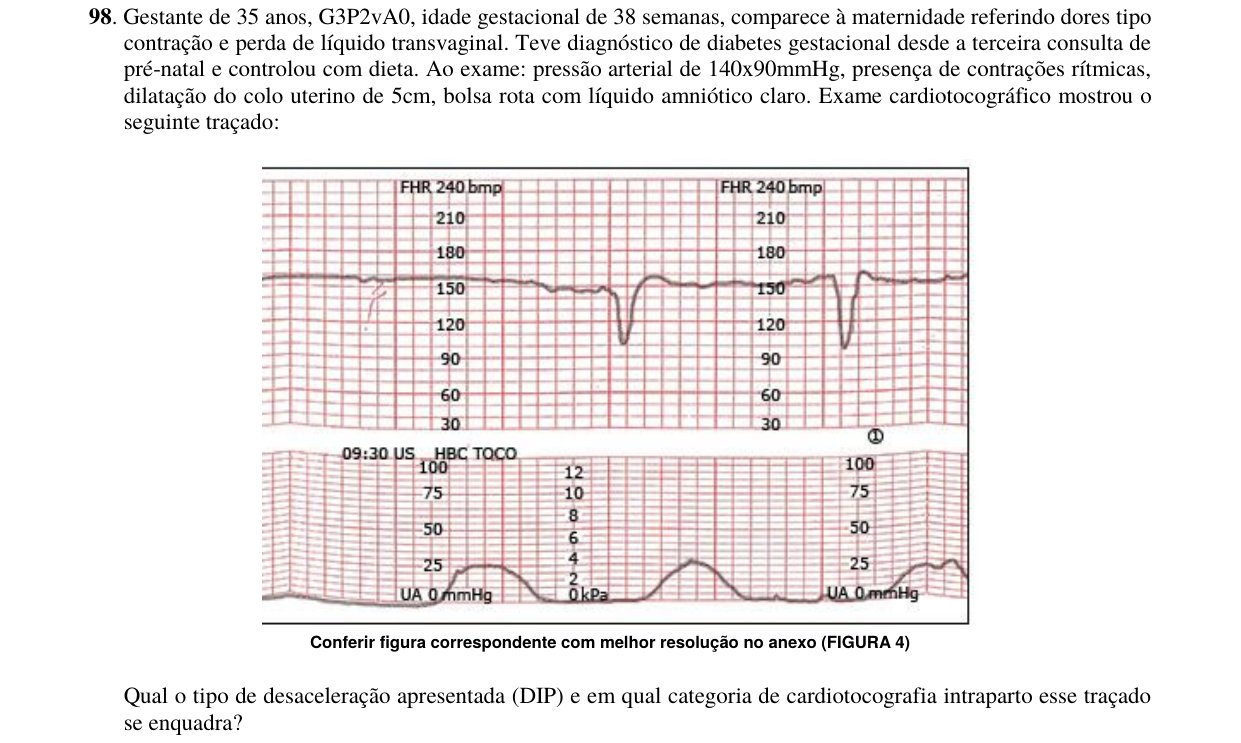 98. Gestante de 35 anos, G3P2vA0, idade gestacional de 38 semanas, comparece à maternidade referindo dores tipo
contração e perda de líquido transvaginal. Teve diagnóstico de diabetes gestacional desde a terceira consulta de
pré-natal e controlou com dieta. Ao exame: pressão arterial de 140x90mmHg, presença de contrações rítmicas,
dilatação do colo uterino de 5cm, bolsa rota com líquido amniótico claro. Exame cardiotocográfico mostrou o
seguinte traçado:
FHR 240 bmp FHR 240 bmp
210 210
180 180
150 150
120 120
90 90
60 60
30 30
①
09:30 US HBC TOCO
100 12 100
75 10 75
8
50 6 50
25 4 25
2
UA 0 mmHg 0 kPa UA 0 mmHg
Conferir figura correspondente com melhor resolução no anexo (FIGURA 4)
Qual o tipo de desaceleração apresentada (DIP) e em qual categoria de cardiotocografia intraparto esse traçado
se enquadra?